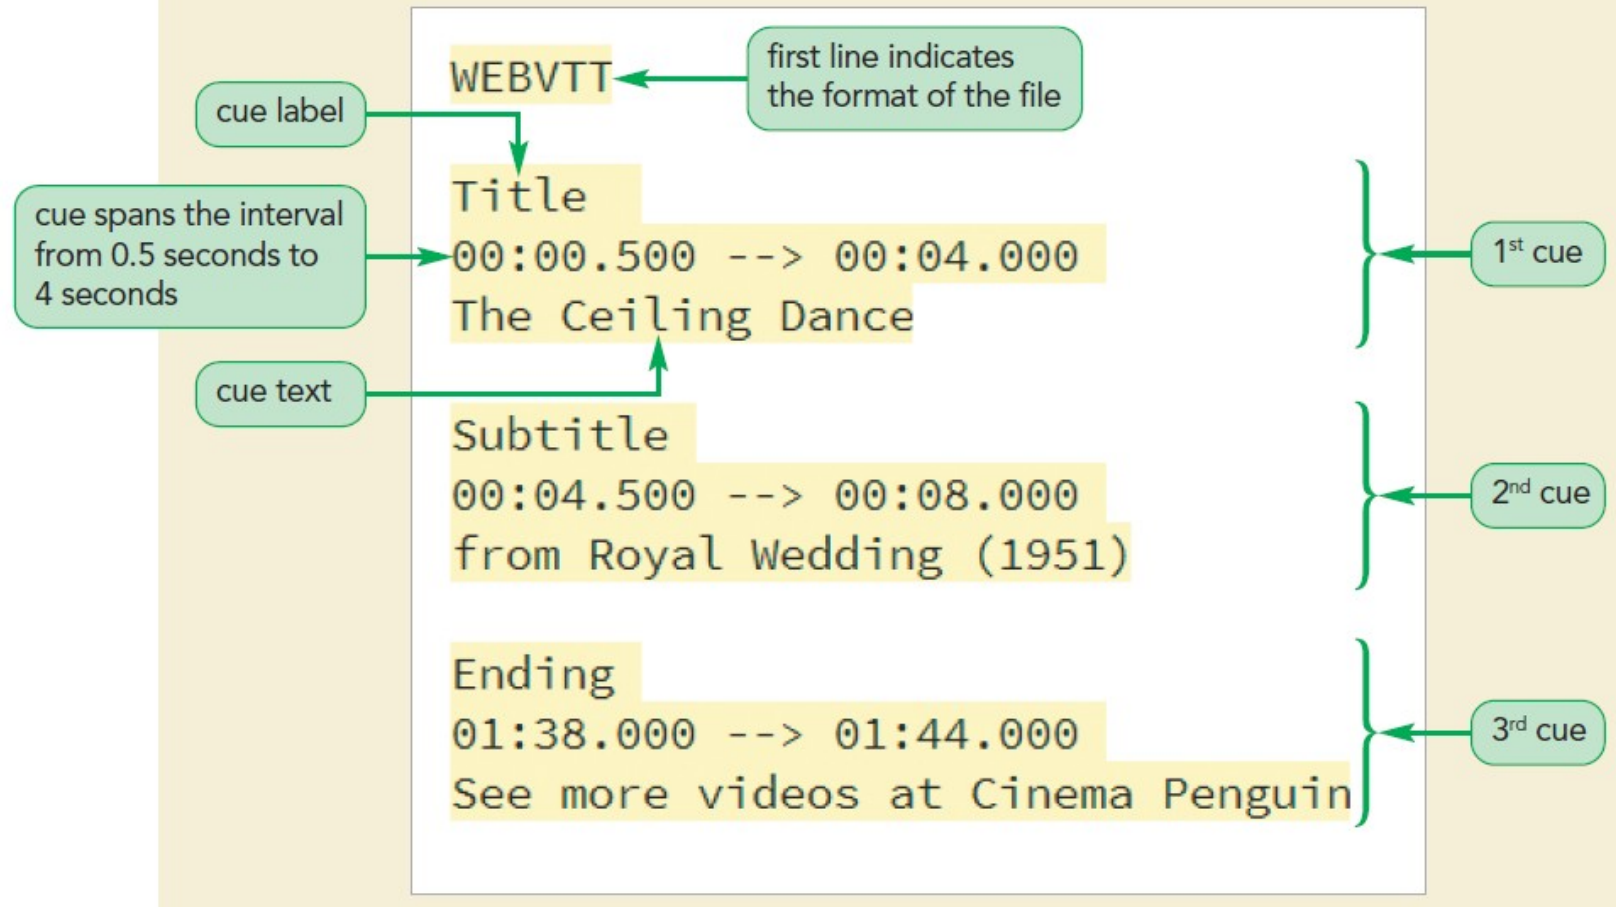 WEBVTT
first line indicates
the format of the file
cue label
Title
00:00.500 --> 00:04.000
The Ceiling Dance
cue spans the interval
from 0.5 seconds to
4 seconds
1st cue
cue text
Subtitle
00:04.500 --> 00:08.000
from Royal Wedding (1951)
2nd cue
Ending
01:38.000 --> 01:44.000
See more videos at Cinema Penguin
3rd cue